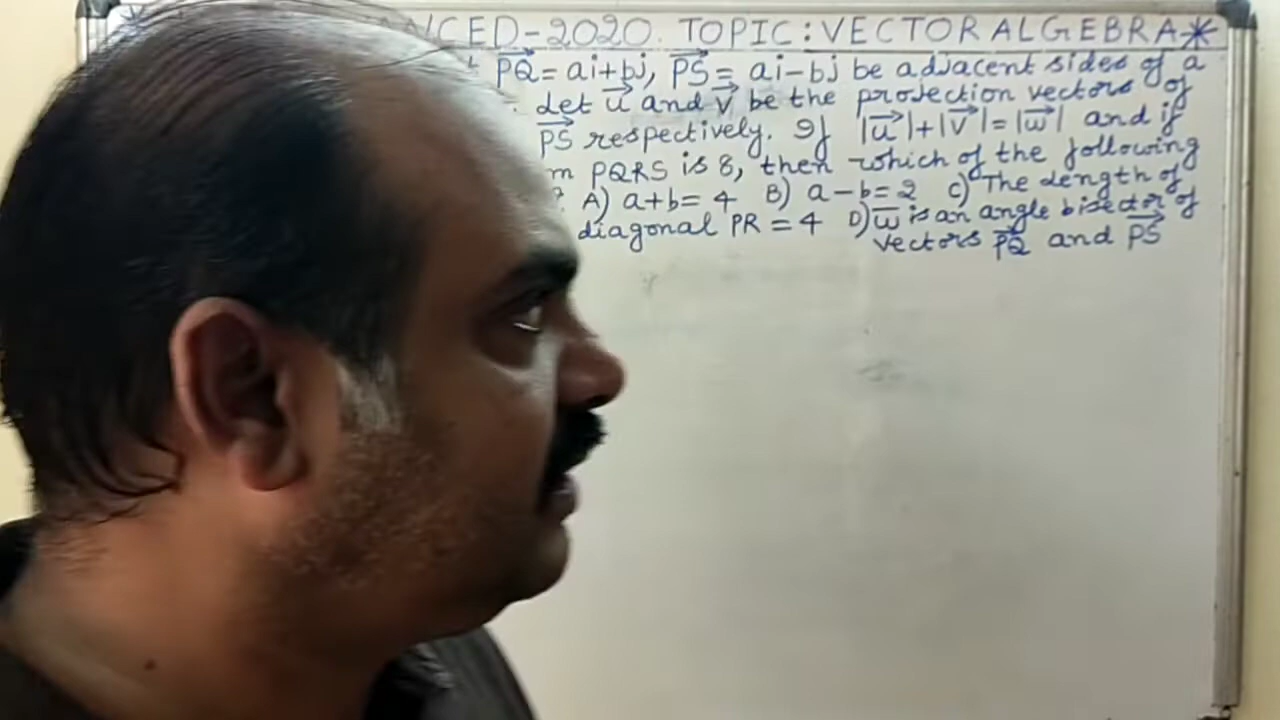 CED-2020. TOPIC: VECTOR ALGEBRA*
PQ = ai+bj, PS = ai-bj be adjacent sides of a
. Let u and v be the projection vectors of
PS respectively. If |u|+|v|=|w| and if
m PQRS is 8, then which of the following
? A) a+b=4 B) a-b=2 C) The Length of
diagonal PR = 4 D) w is an angle bisector of
vectors PQ and PS